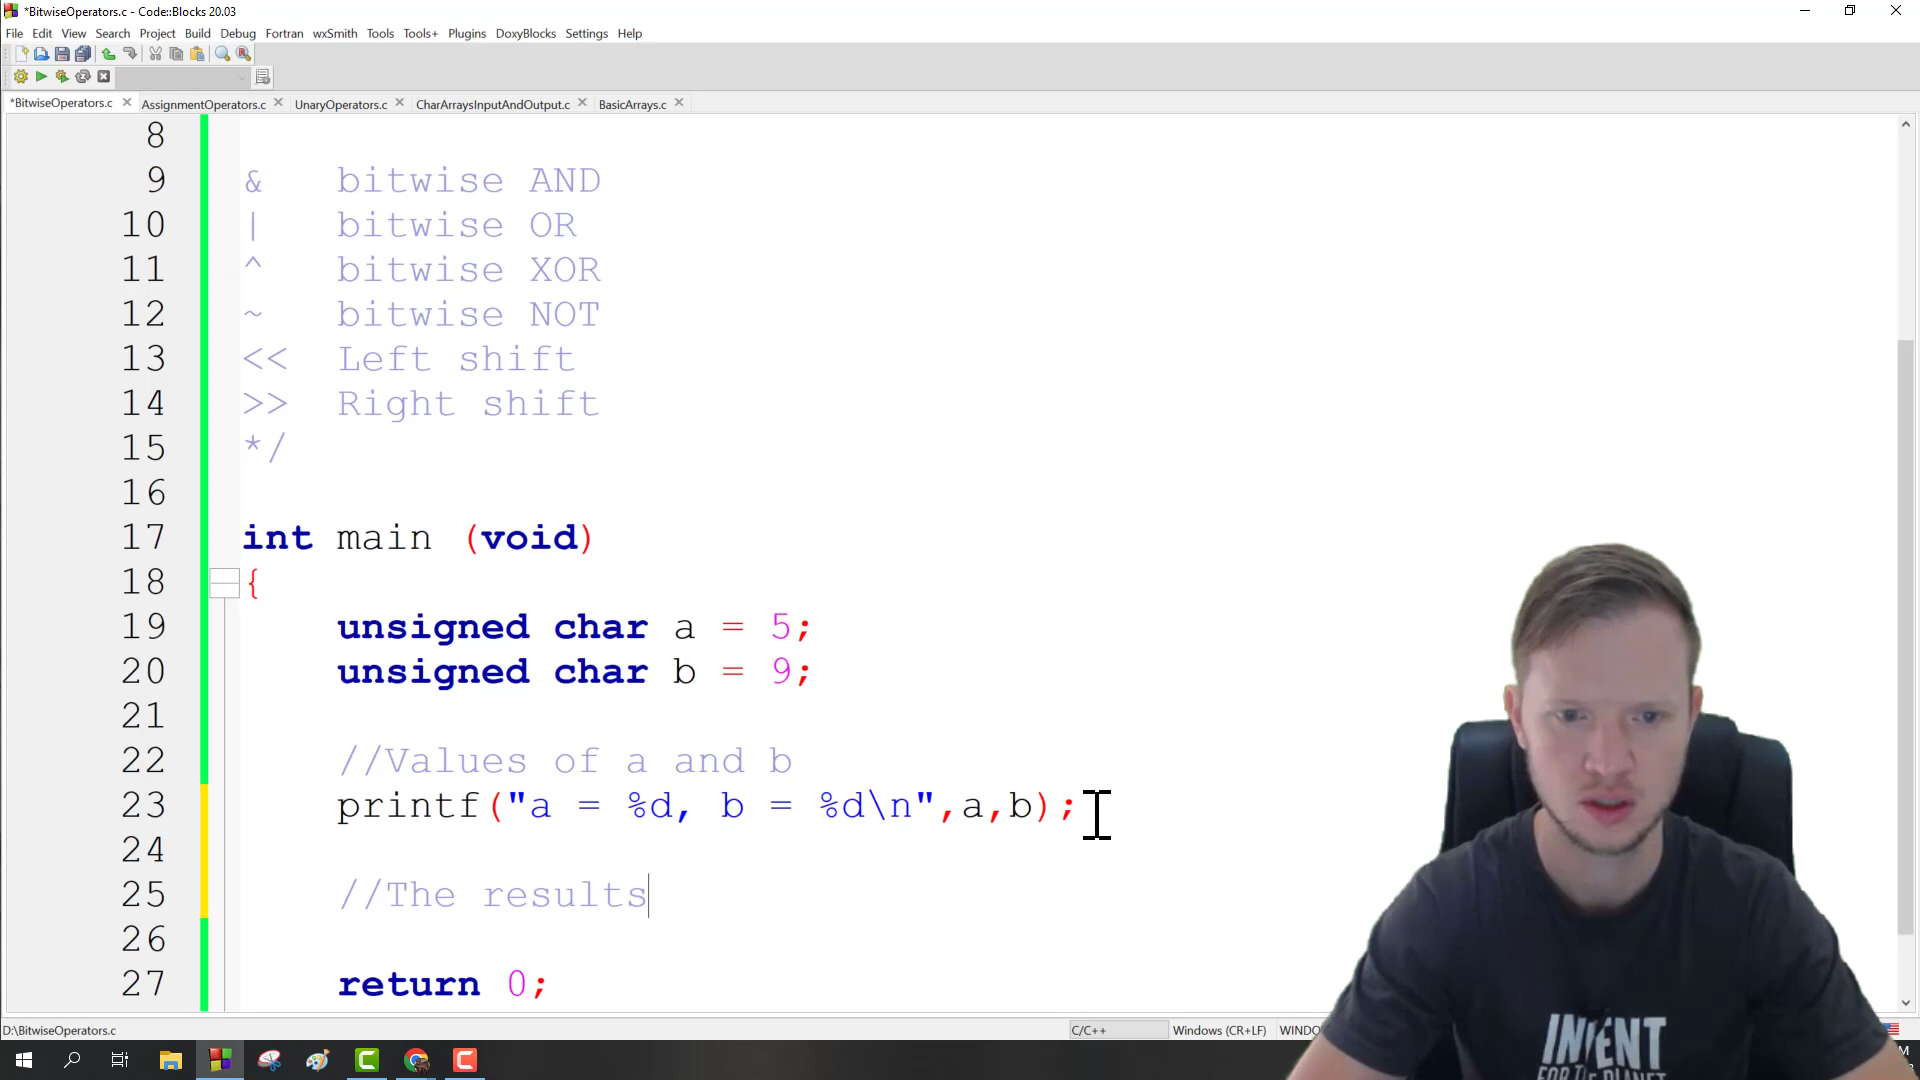 *BitwiseOperators.c - Code::Blocks 20.03
File Edit View Search Project Build Debug Fortran wxSmith Tools Tools+ Plugins DoxyBlocks Settings Help
*BitwiseOperators.c AssignmentOperators.c UnaryOperators.c CharArraysInputAndOutput.c BasicArrays.c
8
9 & bitwise AND
10 | bitwise OR
11 ^ bitwise XOR
12 ~ bitwise NOT
13 << Left shift
14 >> Right shift
15 */
16
17 int main (void)
18 {
19 unsigned char a = 5;
20 unsigned char b = 9;
21
22 //Values of a and b
23 printf("a = %d, b = %d\n",a,b);
24
25 //The results
26
27 return 0;
D:\BitwiseOperators.c C/C++ Windows (CR+LF)
FOR THE PLANET